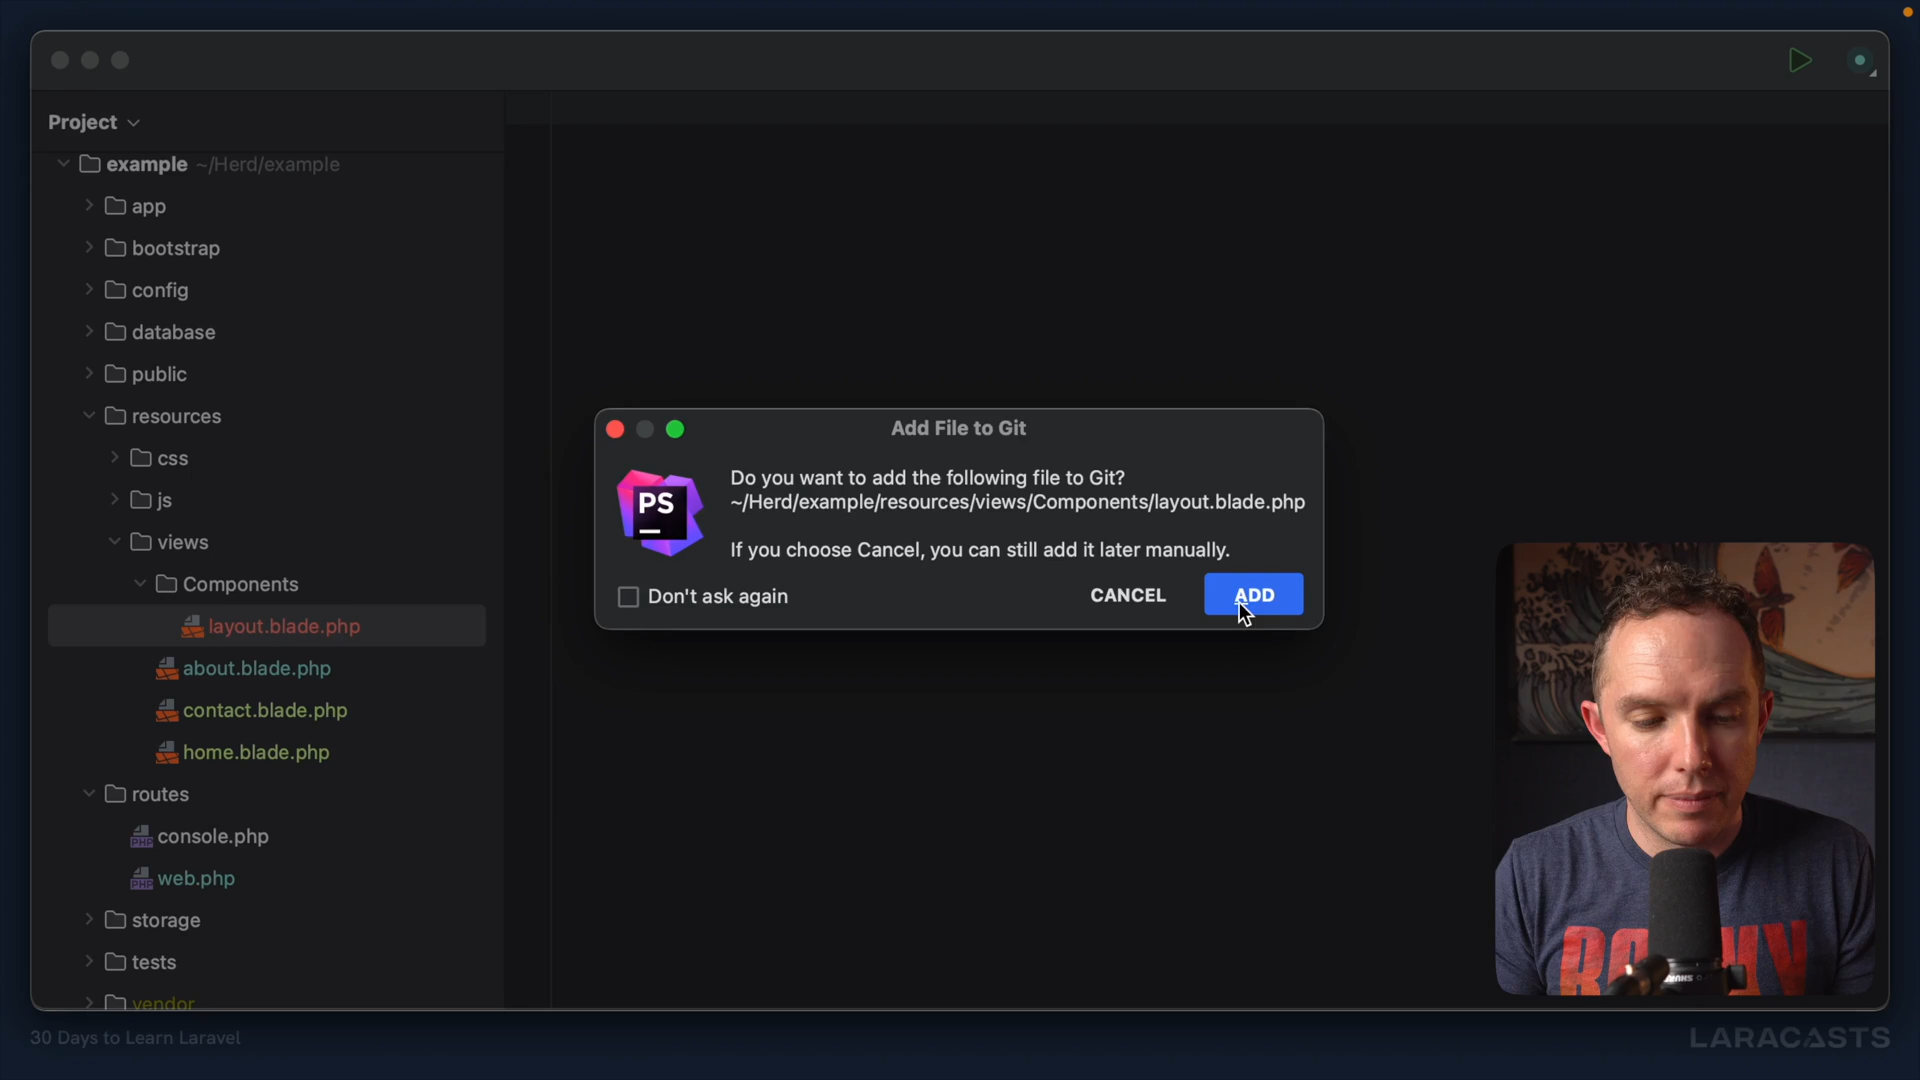 Project
example ~/Herd/example
app
bootstrap
config
database
public
resources
css
js
views
Components
layout.blade.php
about.blade.php
contact.blade.php
home.blade.php
routes
console.php
web.php
storage
tests
vendor
Add File to Git
PS
Do you want to add the following file to Git?
~/Herd/example/resources/views/Components/layout.blade.php
If you choose Cancel, you can still add it later manually.
Don't ask again
CANCEL
ADD
SHURE
30 Days to Learn Laravel
LARACASTS